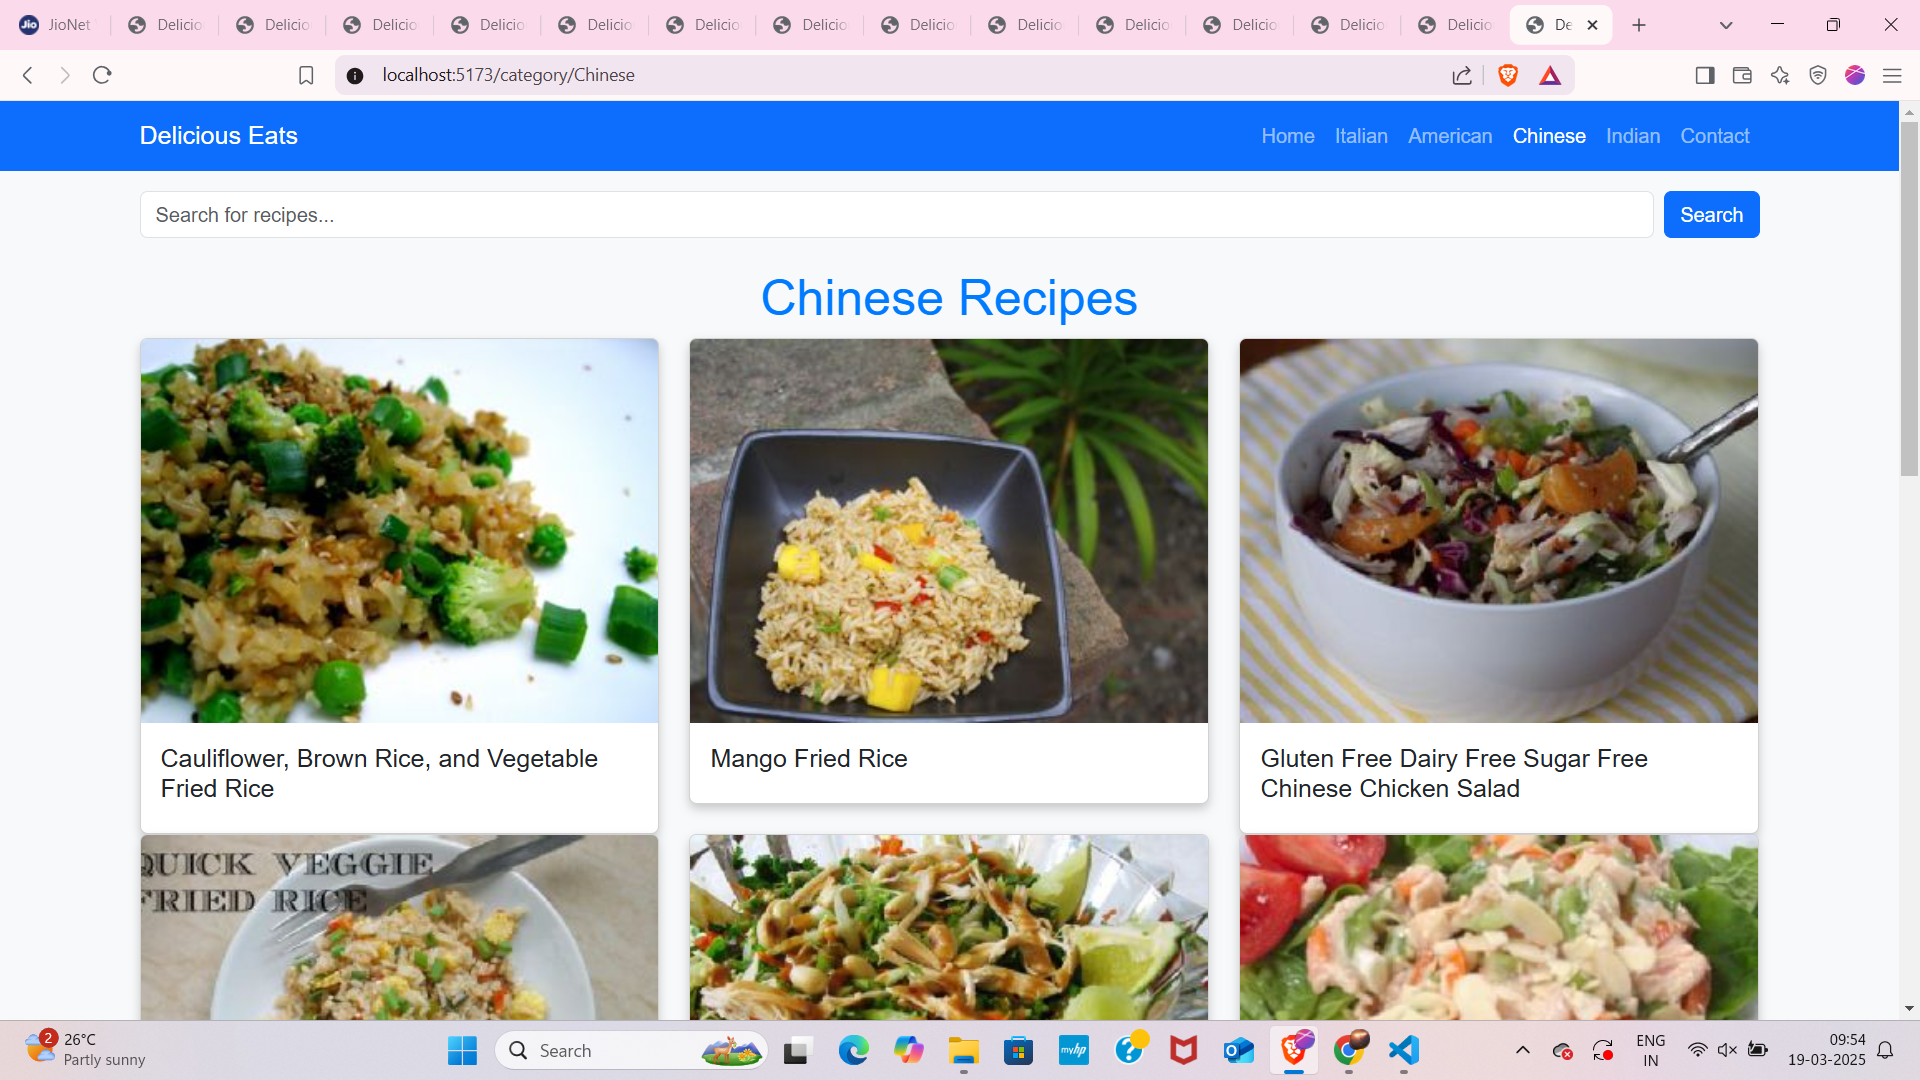 Jio JioNet
Delicio
Delicio
Delicio
Delicio
Delicio
Delicio
Delicio
Delicio
Delicio
Delicio
Delicio
Delicio
Delicio
De
localhost:5173/category/Chinese
Delicious Eats
Home Italian American Chinese Indian Contact
Search for recipes...
Search
Chinese Recipes
Cauliflower, Brown Rice, and Vegetable
Fried Rice
Mango Fried Rice
Gluten Free Dairy Free Sugar Free
Chinese Chicken Salad
QUICK VEGGIE
FRIED RICE
2
26°C
Partly sunny
Search
myhp
ENG
IN
09:54
19-03-2025